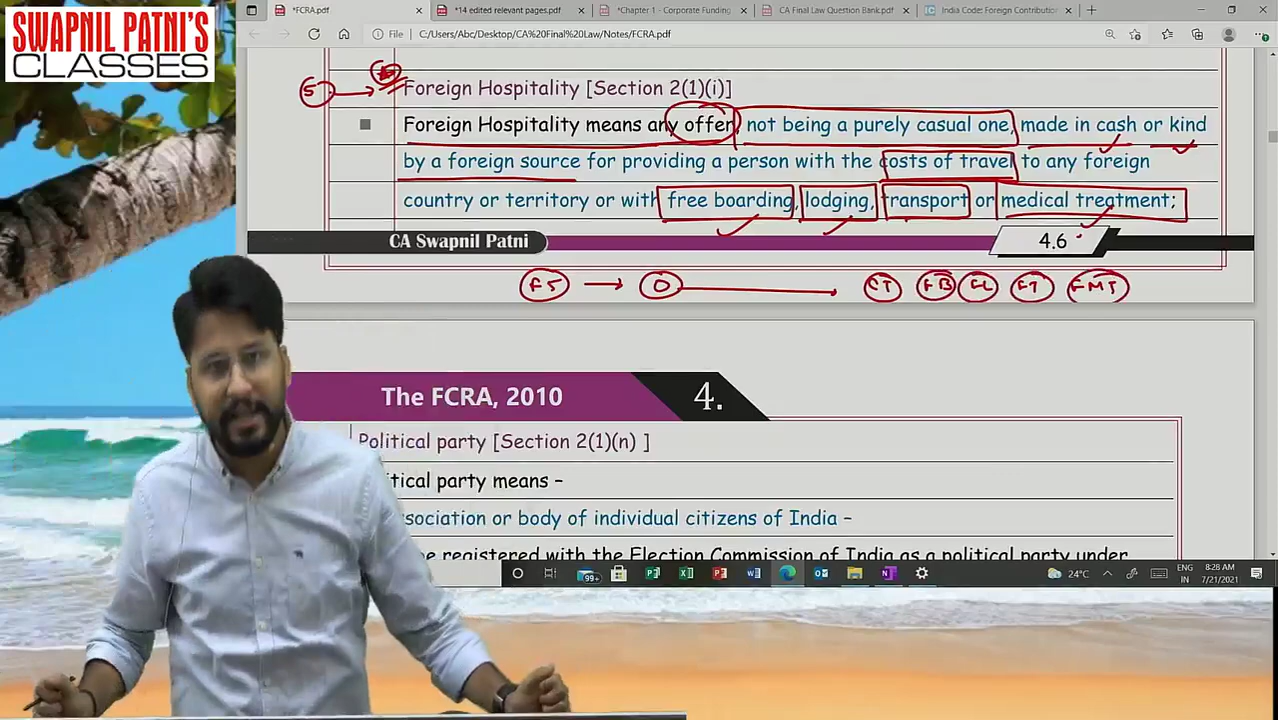 SWAPNIL PATNI'S
CLASSES
*FCRA.pdf
*14 edited relevant pages.pdf
*Chapter 1 - Corporate Funding
CA Final Law Question Bank.pdf
India Code: Foreign Contribution
File C:/Users/Abc/Desktop/CA%20Final%20Law/Notes/FCRA.pdf
5 Foreign Hospitality [Section 2(1)(i)]
Foreign Hospitality means any offer, not being a purely casual one, made in cash or kind
by a foreign source for providing a person with the costs of travel to any foreign
country or territory or with free boarding, lodging, transport or medical treatment;
CA Swapnil Patni 4.6
FS O CT FB FL FT FMT
The FCRA, 2010 4.
Political party [Section 2(1)(n) ]
itical party means –
sociation or body of individual citizens of India –
be registered with the Election Commission of India as a political party under
99+
24°C
ENG
IN
8:28 AM
7/21/2021